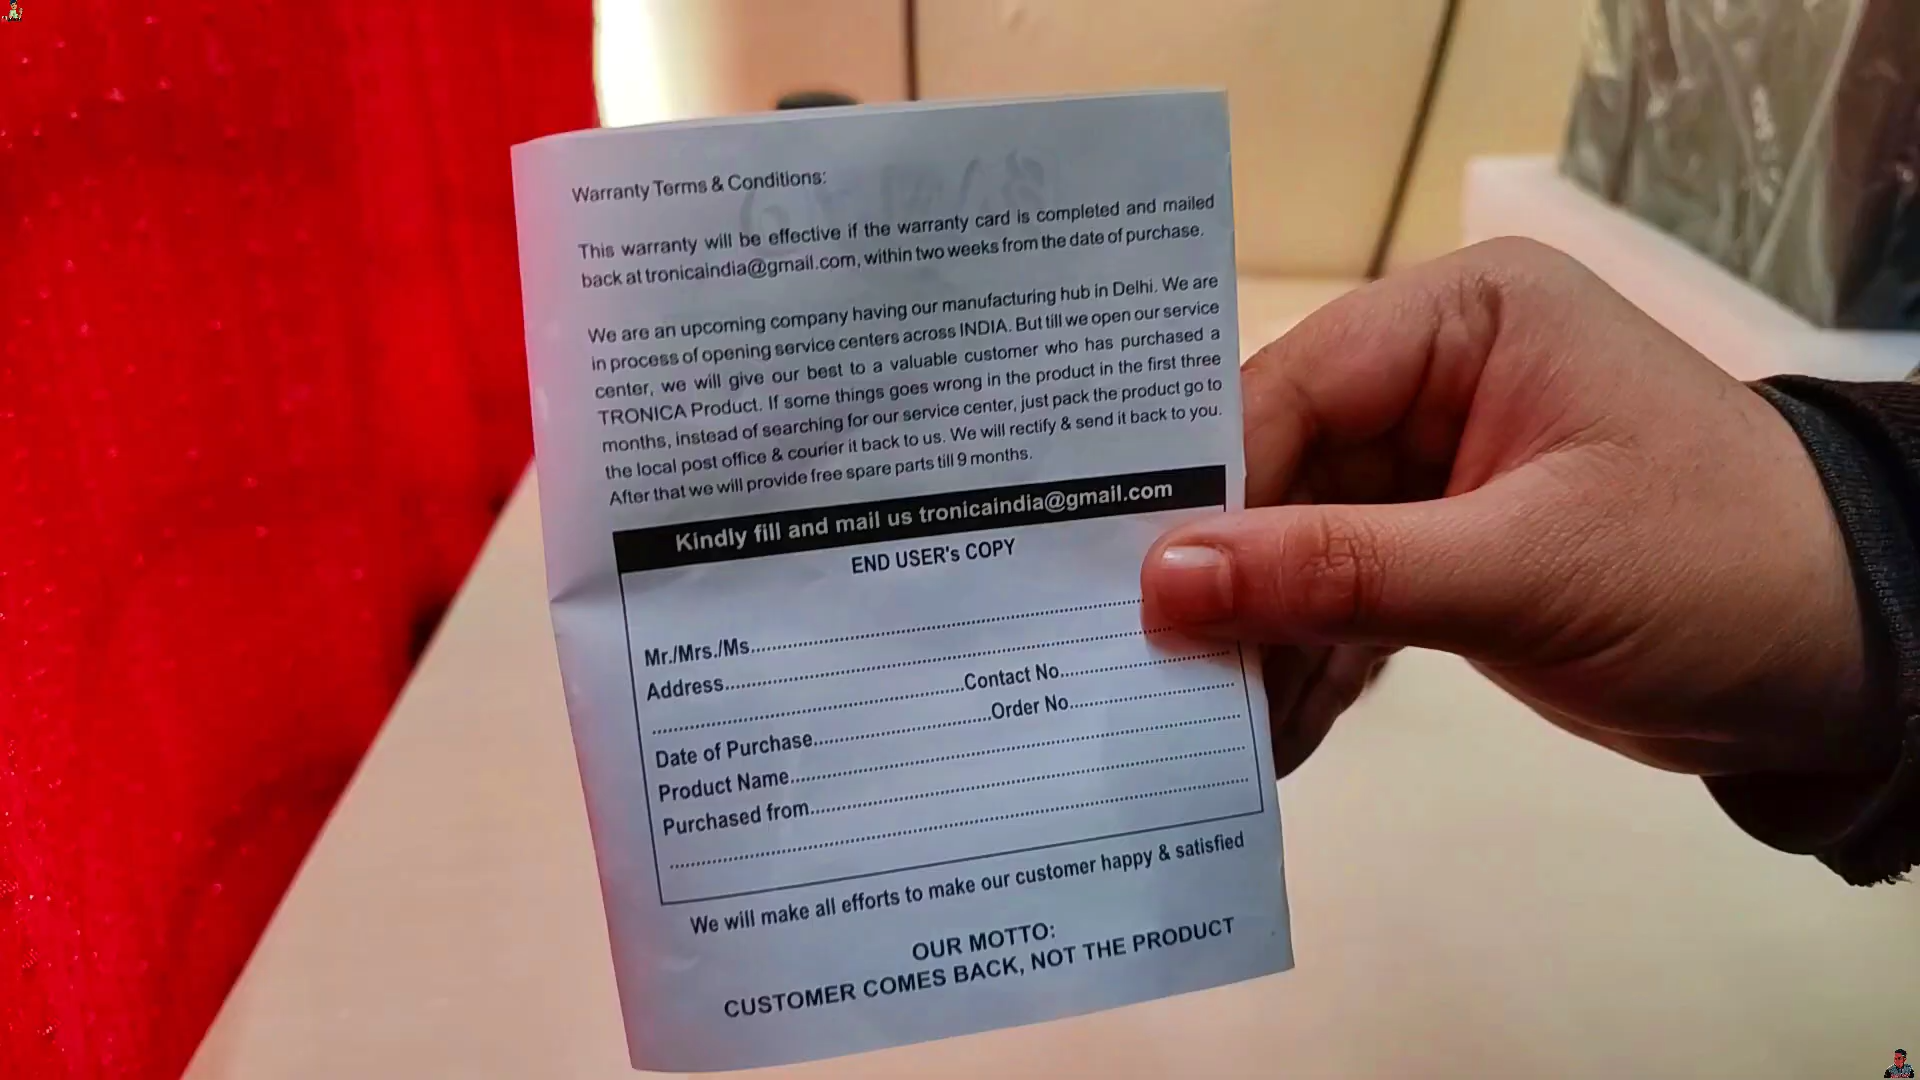 Warranty Terms & Conditions:
This warranty will be effective if the warranty card is completed and mailed
back at tronicaindia@gmail.com, within two weeks from the date of purchase.
We are an upcoming company having our manufacturing hub in Delhi. We are
in process of opening service centers across INDIA. But till we open our service
center, we will give our best to a valuable customer who has purchased a
TRONICA Product. If some things goes wrong in the product in the first three
months, instead of searching for our service center, just pack the product go to
the local post office & courier it back to us. We will rectify & send it back to you.
After that we will provide free spare parts till 9 months.
Kindly fill and mail us tronicaindia@gmail.com
END USER's COPY
Mr./Mrs./Ms.
Address
Contact No.
Date of Purchase Order No.
Product Name
Purchased from
We will make all efforts to make our customer happy & satisfied
OUR MOTTO:
CUSTOMER COMES BACK, NOT THE PRODUCT